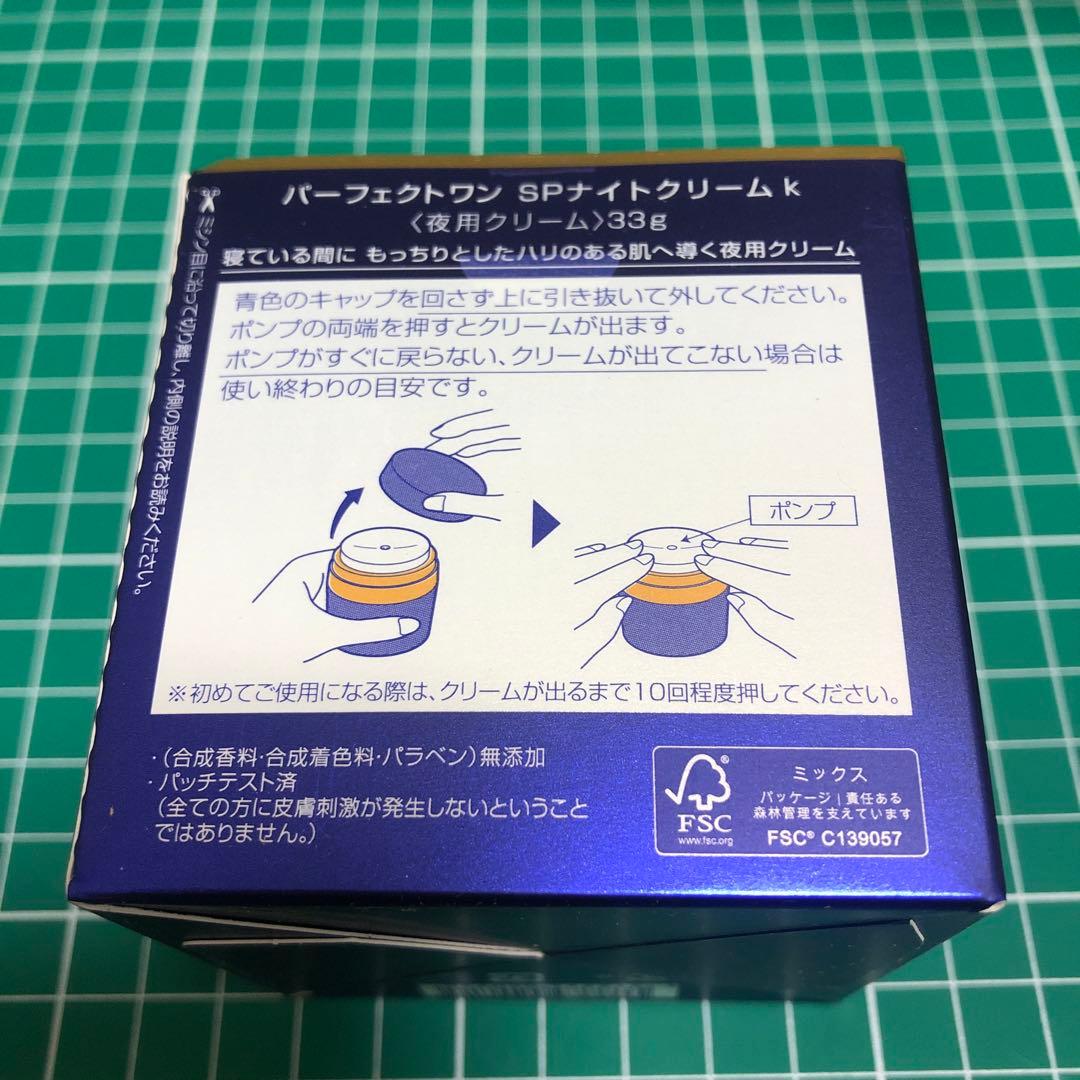 パーフェクトワン SPナイトクリーム k
〈夜用クリーム〉33g
寝ている間に もっちりとしたハリのある肌へ導く夜用クリーム
青色のキャップを回さず上に引き抜いて外してください。
ポンプの両端を押すとクリームが出ます。
ポンプがすぐに戻らない、クリームが出てこない場合は
使い終わりの目安です。
ポンプ
※初めてご使用になる際は、クリームが出るまで10回程度押してください。
・(合成香料・合成着色料・パラベン)無添加
・パッチテスト済
(全ての方に皮膚刺激が発生しないということ
ではありません。)
ミシン目に沿って切り離し、内側の説明をお読みください。
FSC
www.fsc.org
ミックス
パッケージ|責任ある
森林管理を支えています
FSC® C139057